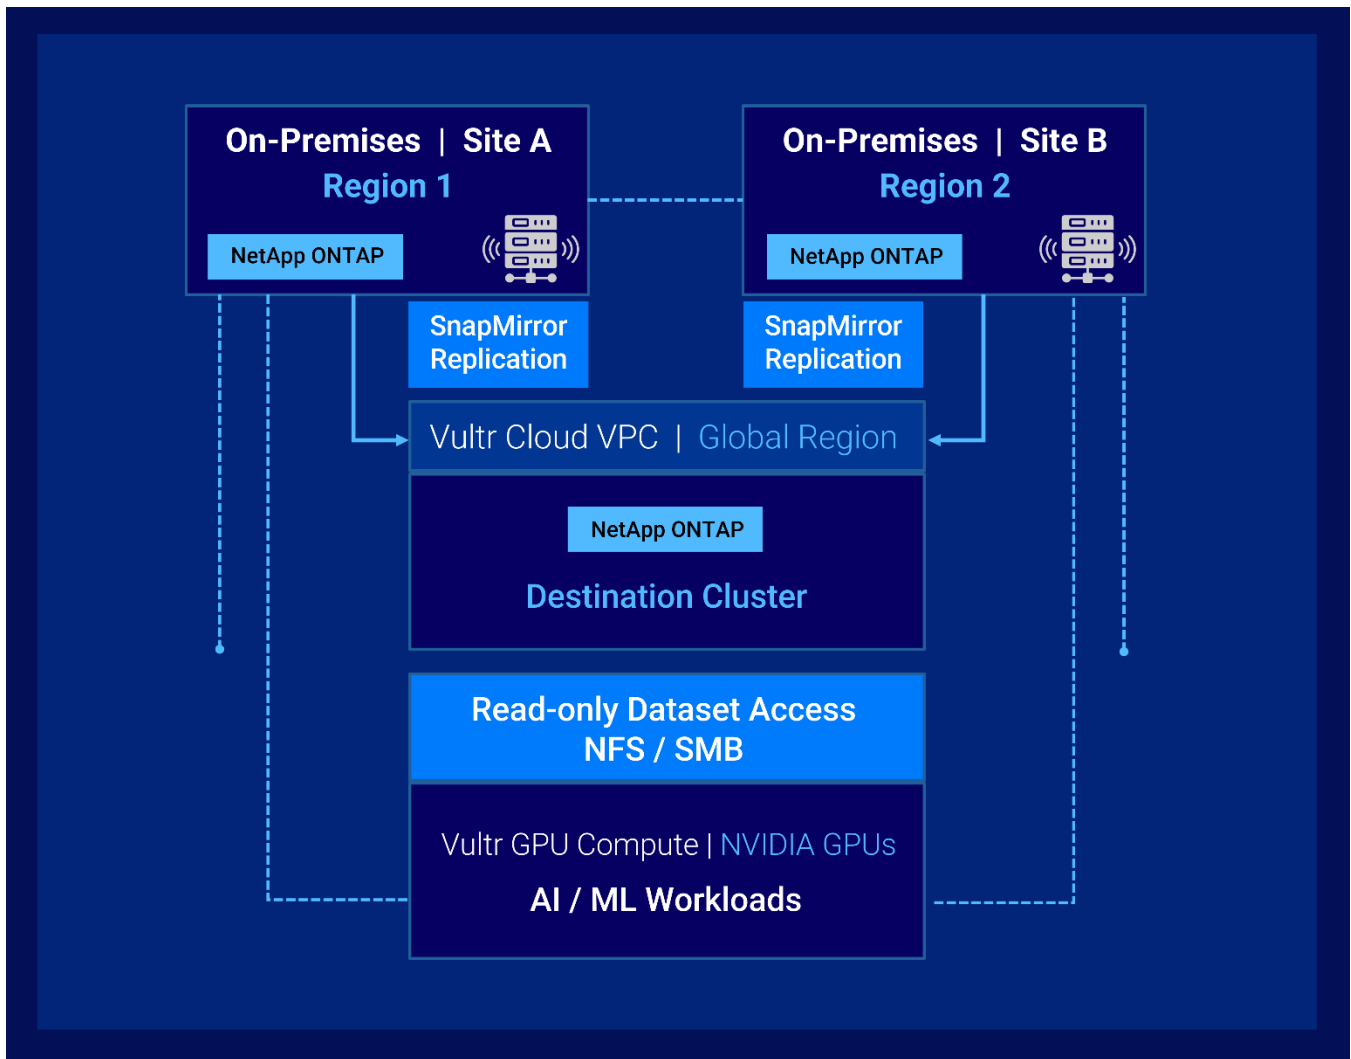 On-Premises | Site A
Region 1
NetApp ONTAP
On-Premises | Site B
Region 2
NetApp ONTAP
SnapMirror
Replication
SnapMirror
Replication
Vultr Cloud VPC | Global Region
NetApp ONTAP
Destination Cluster
Read-only Dataset Access
NFS / SMB
Vultr GPU Compute | NVIDIA GPUs
AI / ML Workloads